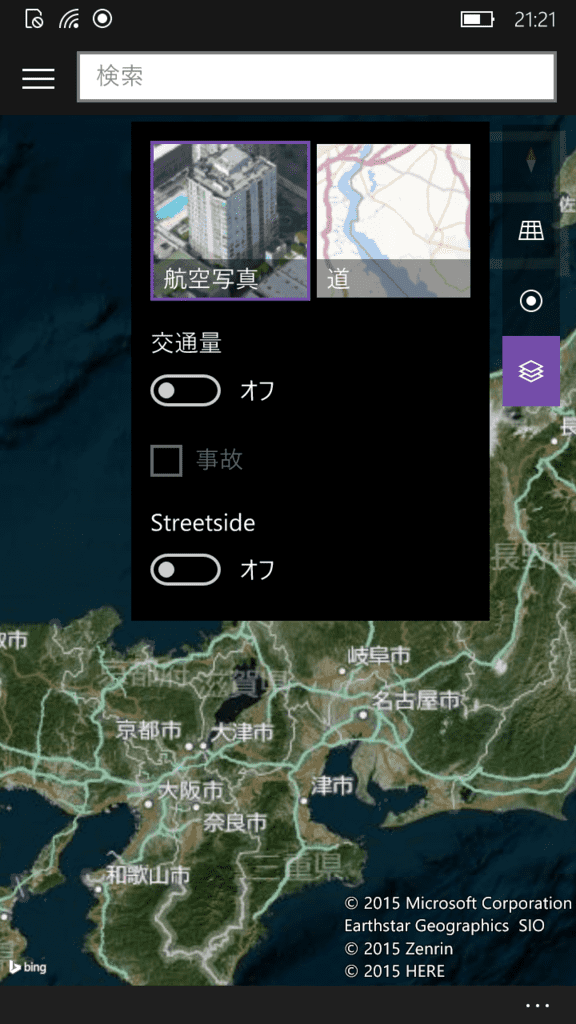 21:21
検索
佐
航空写真
道
交通量
オフ
事故
Streetside
オフ
長
長野県
岐阜市
京都府
滋賀県
名古屋市
京都市
大津市
大阪市
津市
奈良市
三重県
和歌山市
© 2015 Microsoft Corporation
Earthstar Geographics SIO
© 2015 Zenrin
© 2015 HERE
bing